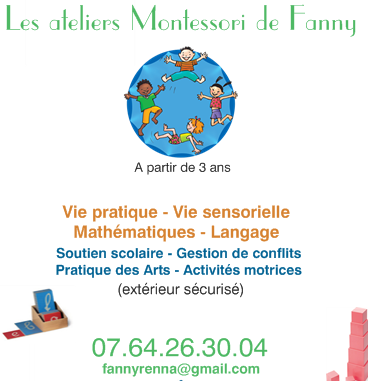 Les ateliers Montessori de Fanny
A partir de 3 ans
Vie pratique - Vie sensorielle
Mathématiques - Langage
Soutien scolaire - Gestion de conflits
Pratique des Arts - Activités motrices
(extérieur sécurisé)
07.64.26.30.04
fannyrenna@gmail.com